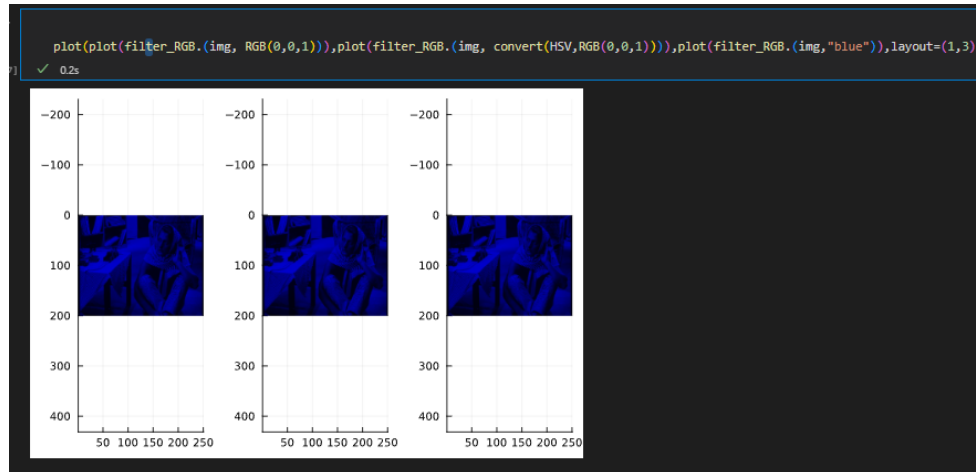 plot(plot(filter_RGB.(img, RGB(0,0,1))),plot(filter_RGB.(img, convert(HSV,RGB(0,0,1)))),plot(filter_RGB.(img,"blue")),layout=(1,3)
✓ 0.2s
−200 −200 −200
−100 −100 −100
0 0 0
100 100 100
200 200 200
300 300 300
400 400 400
50 100 150 200 250 50 100 150 200 250 50 100 150 200 250